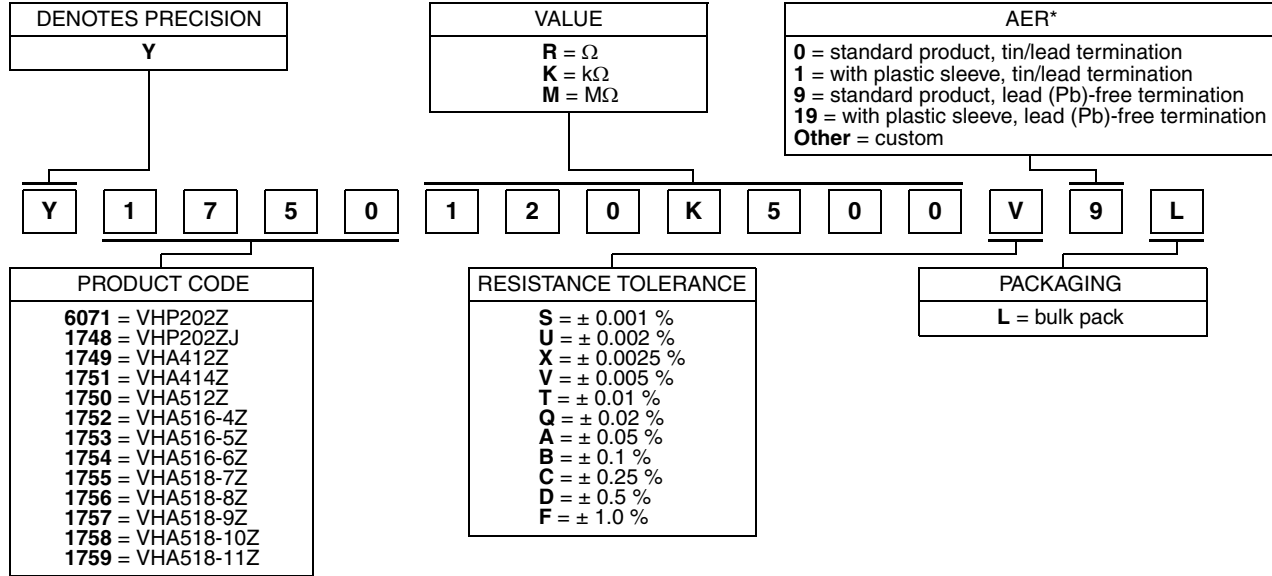 DENOTES PRECISION
Y
VALUE
R = Ω
K = kΩ
M = MΩ
AER*
0 = standard product, tin/lead termination
1 = with plastic sleeve, tin/lead termination
9 = standard product, lead (Pb)-free termination
19 = with plastic sleeve, lead (Pb)-free termination
Other = custom
Y 1 7 5 0 1 2 0 K 5 0 0 V 9 L
PRODUCT CODE
6071 = VHP202Z
1748 = VHP202ZJ
1749 = VHA412Z
1751 = VHA414Z
1750 = VHA512Z
1752 = VHA516-4Z
1753 = VHA516-5Z
1754 = VHA516-6Z
1755 = VHA518-7Z
1756 = VHA518-8Z
1757 = VHA518-9Z
1758 = VHA518-10Z
1759 = VHA518-11Z
RESISTANCE TOLERANCE
S = ± 0.001 %
U = ± 0.002 %
X = ± 0.0025 %
V = ± 0.005 %
T = ± 0.01 %
Q = ± 0.02 %
A = ± 0.05 %
B = ± 0.1 %
C = ± 0.25 %
D = ± 0.5 %
F = ± 1.0 %
PACKAGING
L = bulk pack